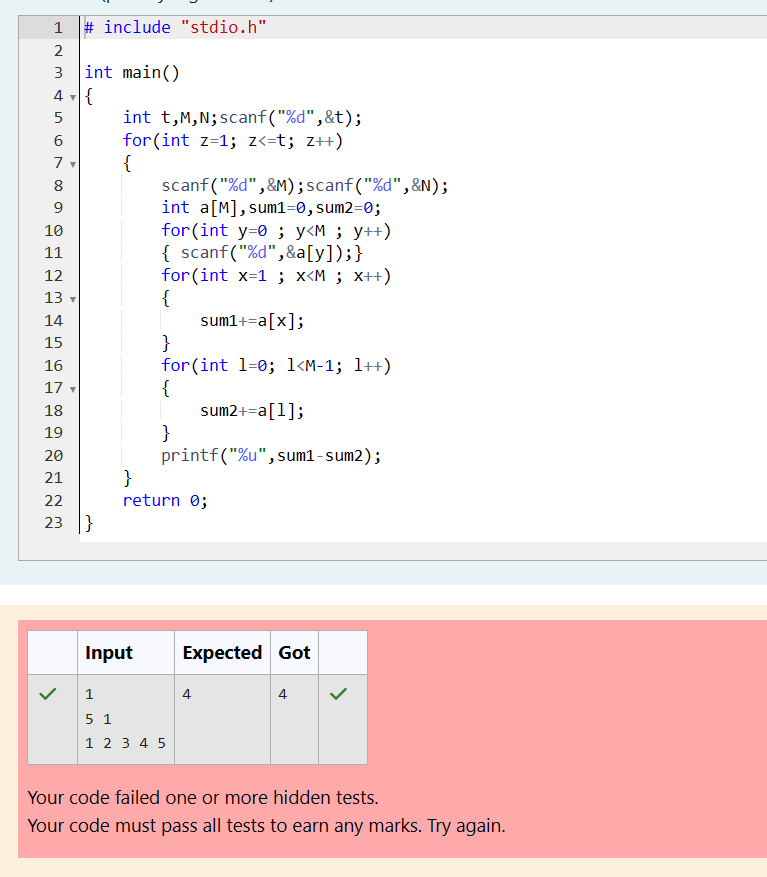 1 # include "stdio.h"
2
3 int main()
4 {
5 int t,M,N;scanf("%d",&t);
6 for(int z=1; z<=t; z++)
7 {
8 scanf("%d",&M);scanf("%d",&N);
9 int a[M],sum1=0,sum2=0;
10 for(int y=0 ; y<M ; y++)
11 { scanf("%d",&a[y]);}
12 for(int x=1 ; x<M ; x++)
13 {
14 sum1+=a[x];
15 }
16 for(int l=0; l<M-1; l++)
17 {
18 sum2+=a[l];
19 }
20 printf("%u",sum1-sum2);
21 }
22 return 0;
23 }
Input Expected Got
1 4 4
5 1
1 2 3 4 5
Your code failed one or more hidden tests.
Your code must pass all tests to earn any marks. Try again.